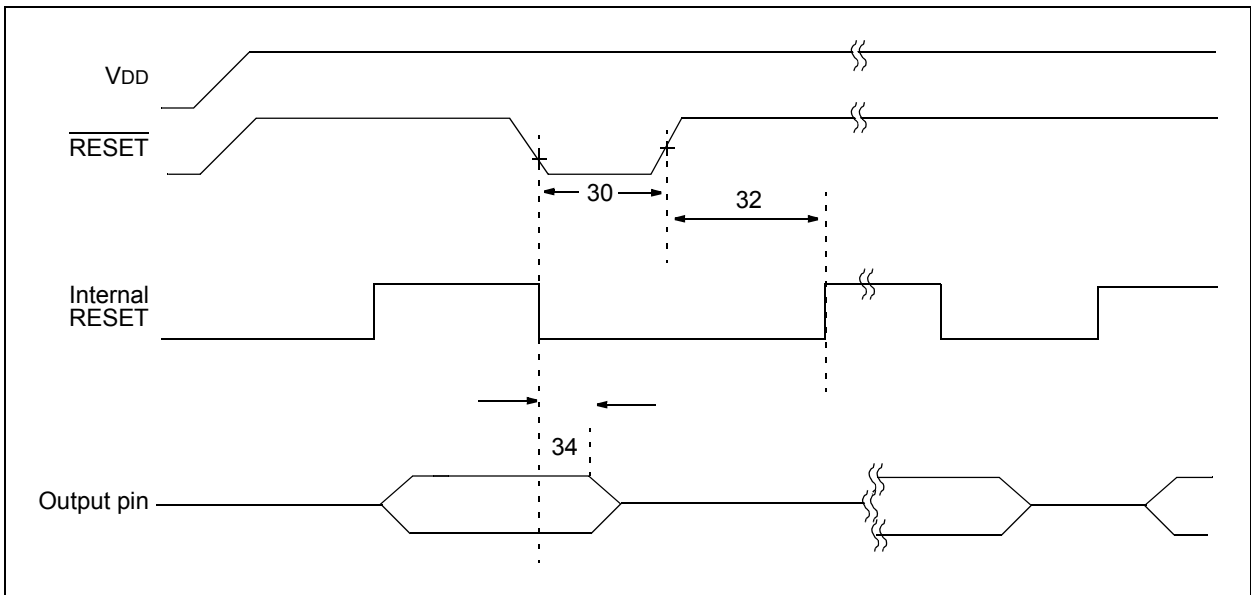 VDD
RESET
30
32
Internal
RESET
34
Output pin